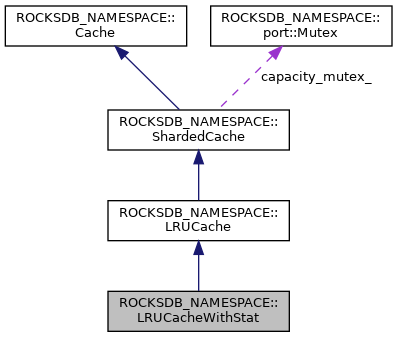 ROCKSDB_NAMESPACE::
Cache
ROCKSDB_NAMESPACE::
port::Mutex
capacity_mutex_
ROCKSDB_NAMESPACE::
ShardedCache
ROCKSDB_NAMESPACE::
LRUCache
ROCKSDB_NAMESPACE::
LRUCacheWithStat